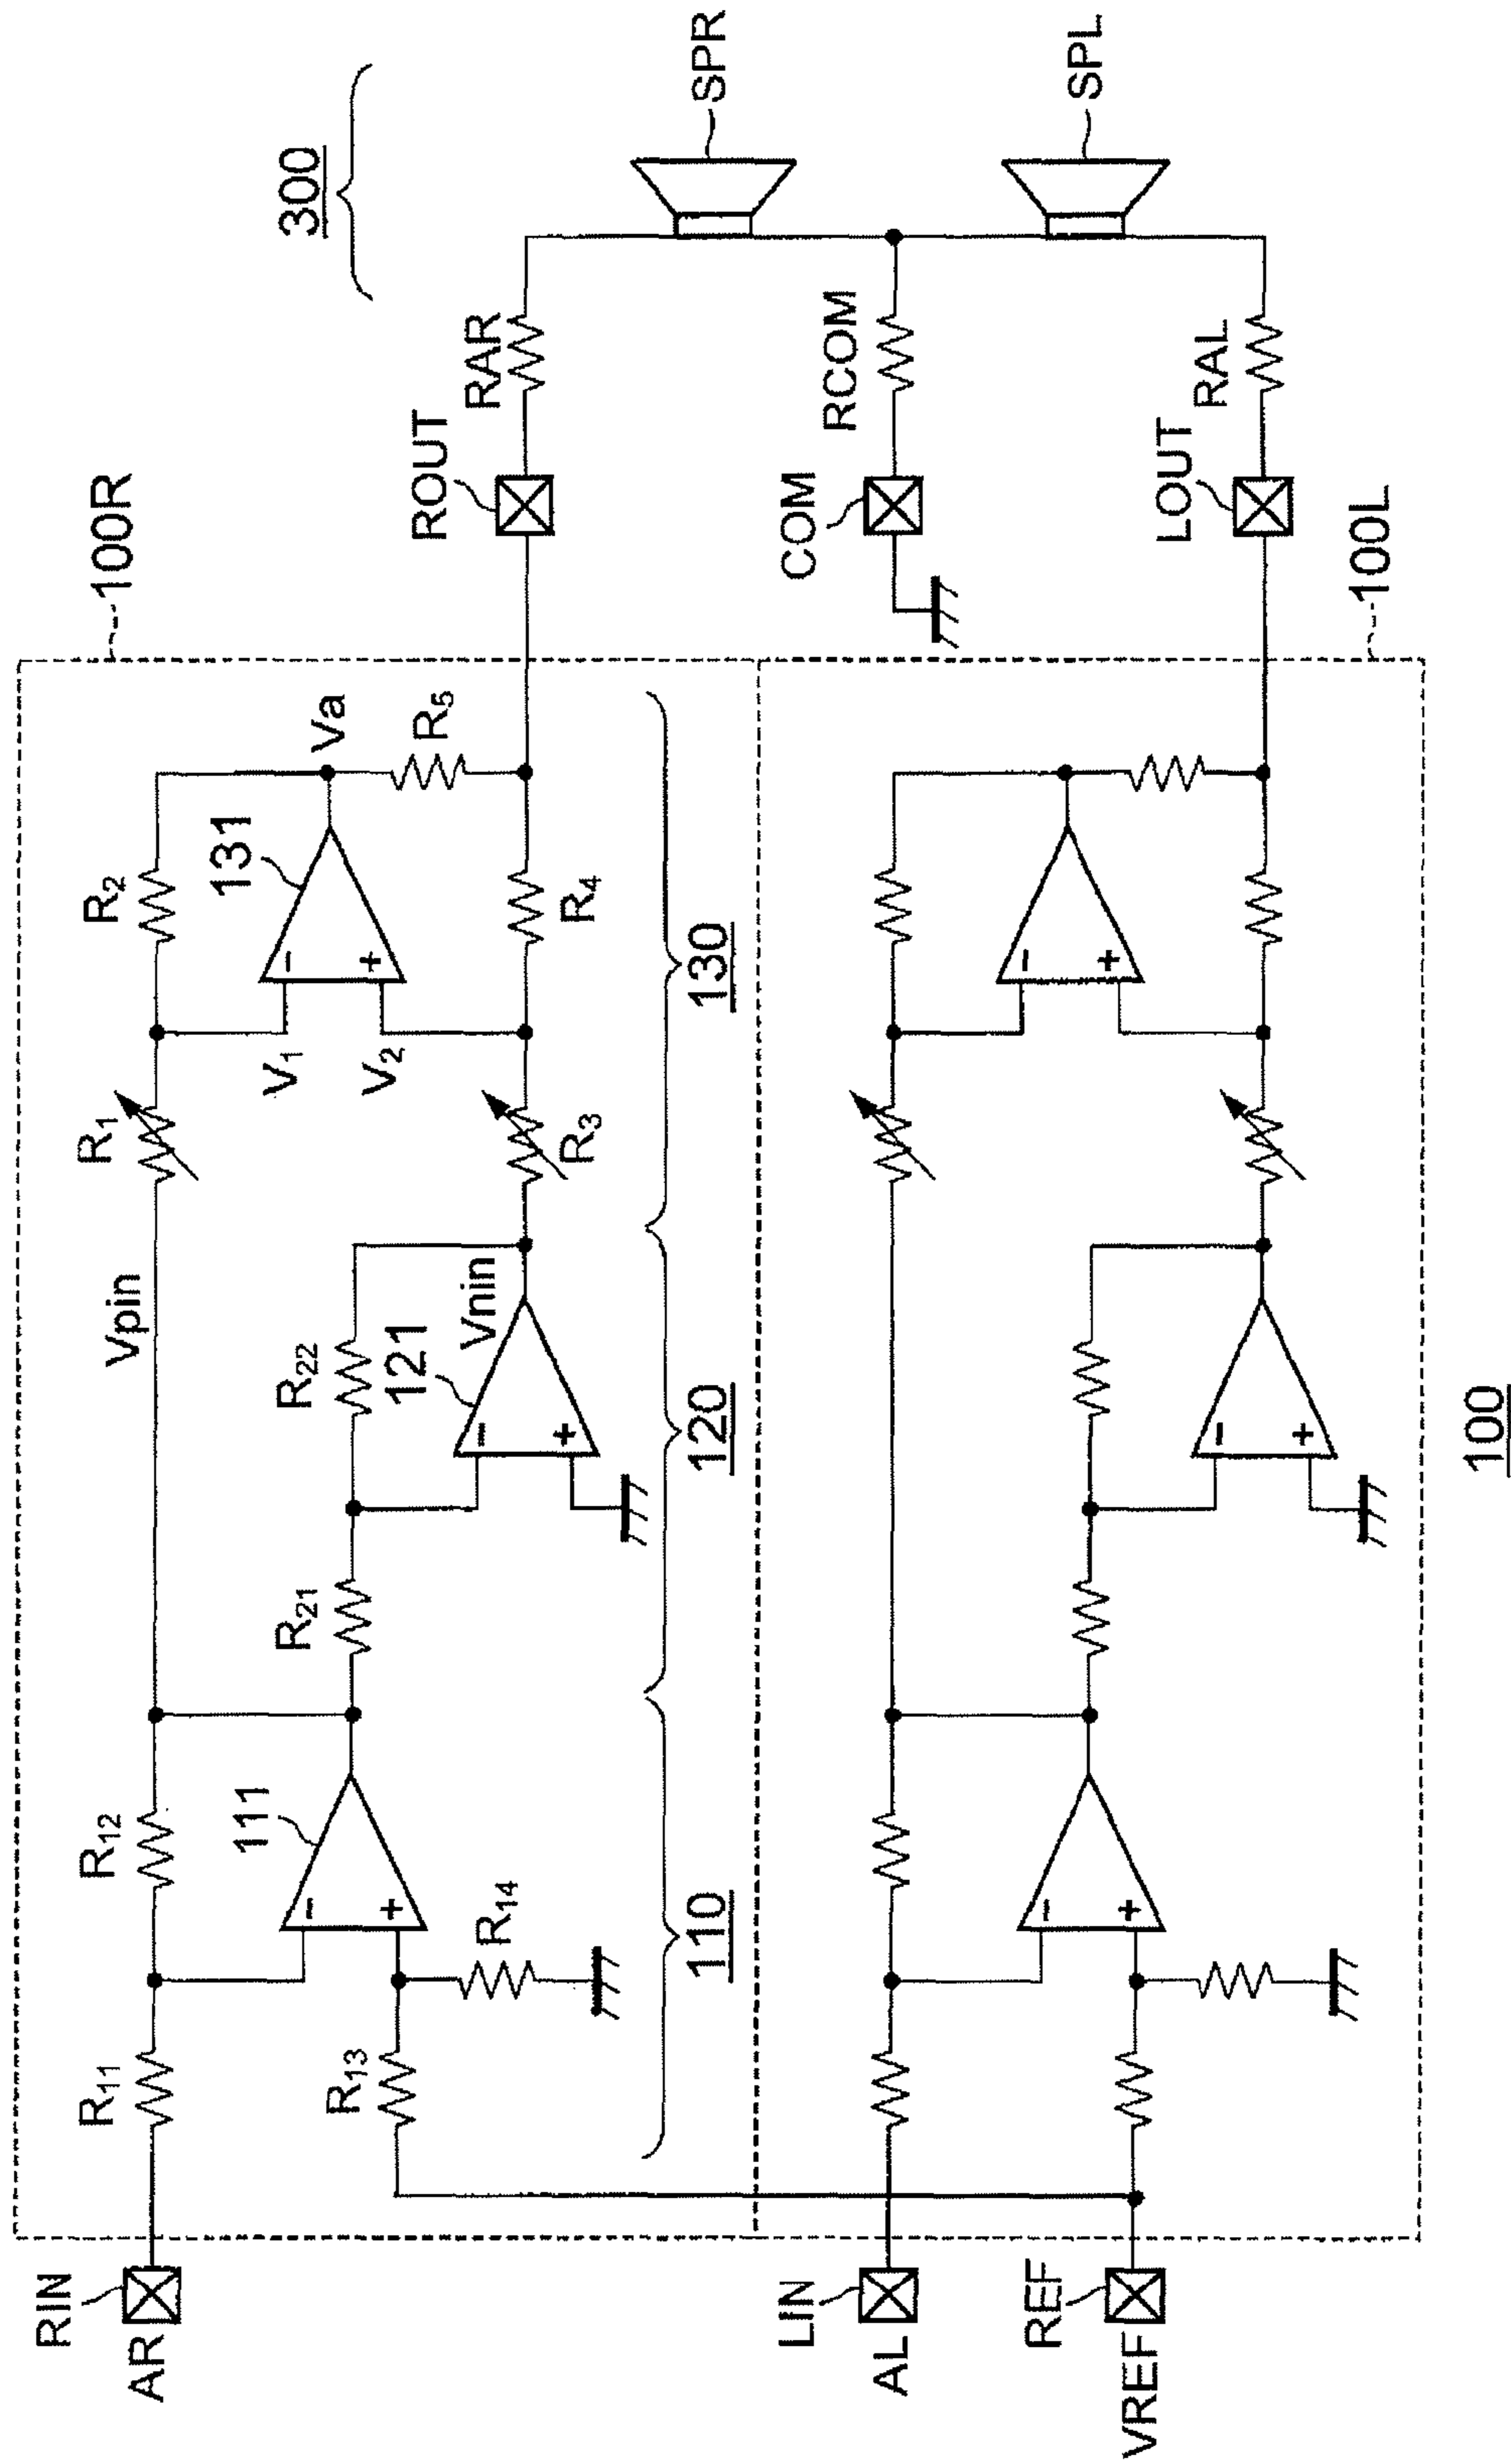 RIN
AR
R11
R12
Vpin
R1
R2
Va
100R
111
R13
R14
R21
R22
121
Vnin
V1
V2
131
R3
R4
R5
110
120
130
ROUT
RAR
300
SPR
COM
RCOM
SPL
LIN
AL
REF
VREF
LOUT
RAL
100L
100
- + - + - +
- + - + - +